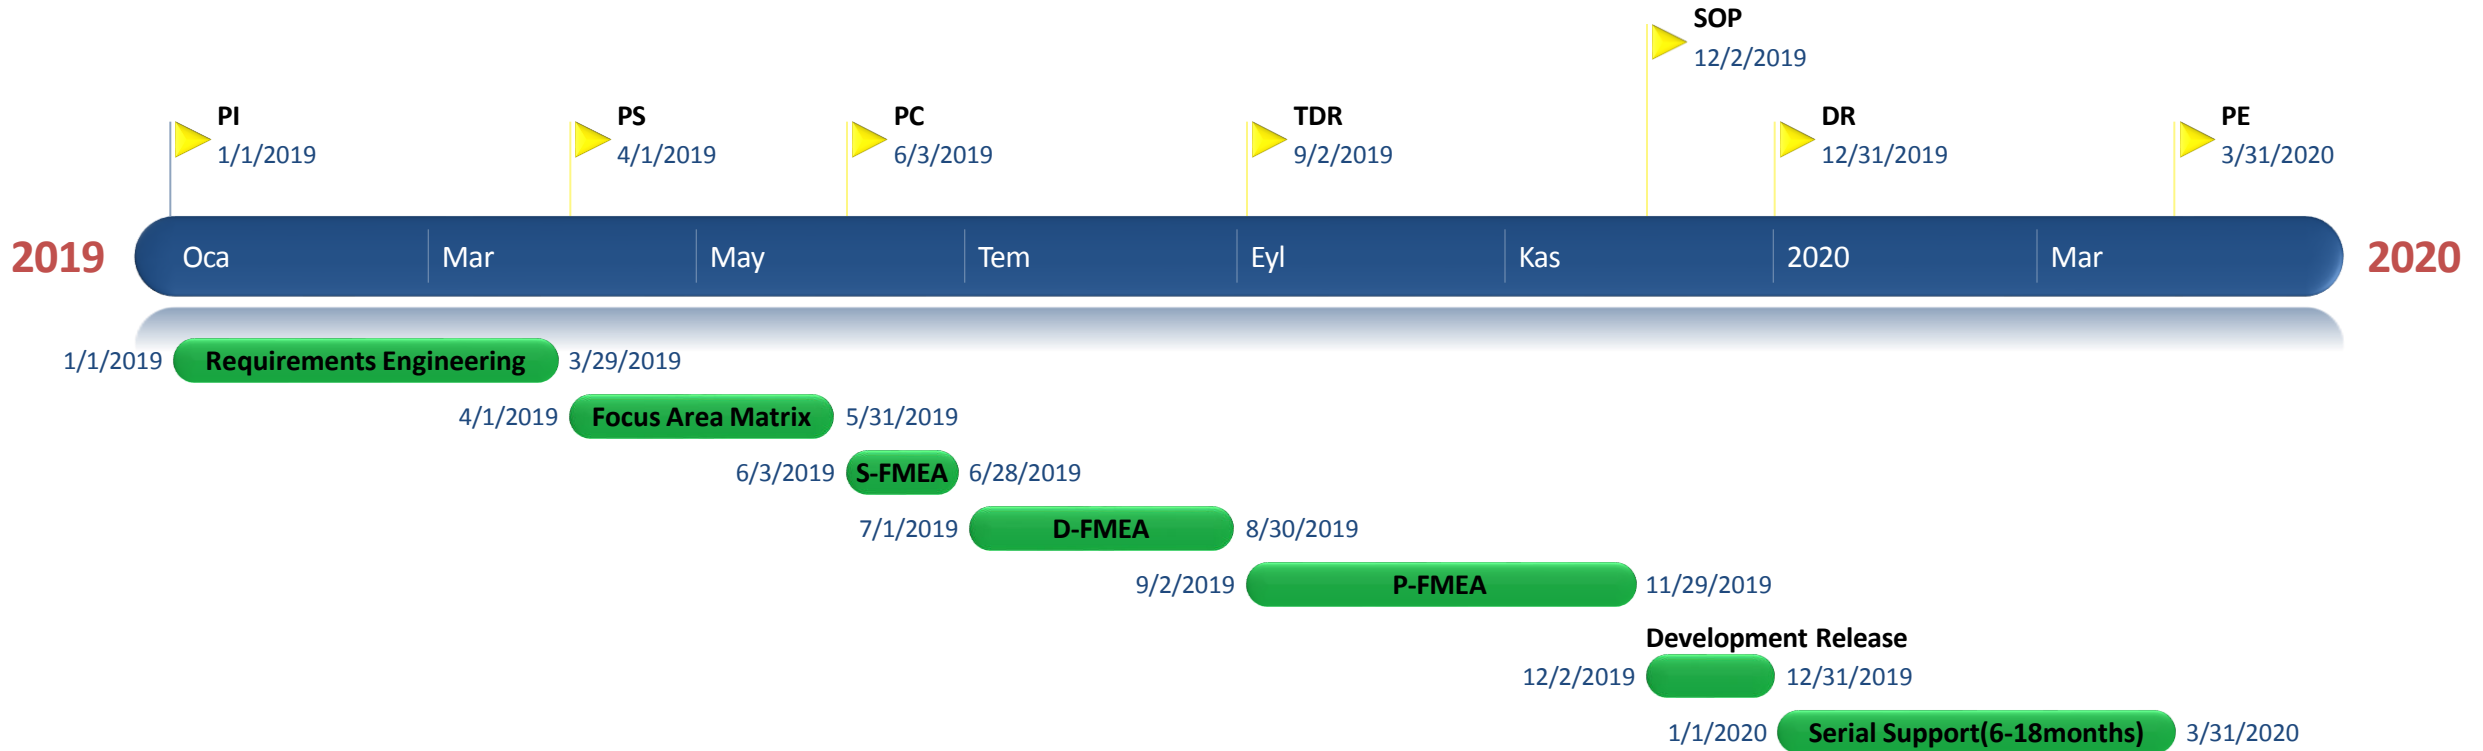 SOP
12/2/2019
PI
1/1/2019
PS
4/1/2019
PC
6/3/2019
TDR
9/2/2019
DR
12/31/2019
PE
3/31/2020
2019 Oca Mar May Tem Eyl Kas 2020 Mar 2020
1/1/2019 Requirements Engineering 3/29/2019
4/1/2019 Focus Area Matrix 5/31/2019
6/3/2019 S-FMEA 6/28/2019
7/1/2019 D-FMEA 8/30/2019
9/2/2019 P-FMEA 11/29/2019
Development Release
12/2/2019 12/31/2019
1/1/2020 Serial Support(6-18months) 3/31/2020